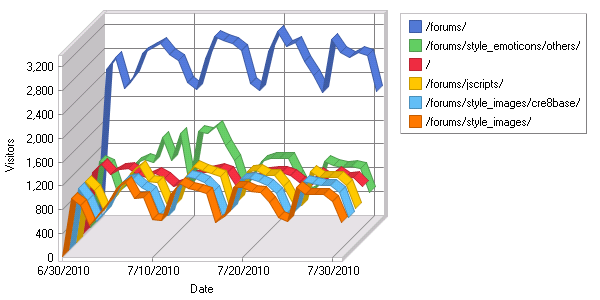 3,200
2,800
2,400
2,000
1,600
1,200
800
400
0
Visitors
6/30/2010
7/10/2010
7/20/2010
7/30/2010
Date
/forums/
/forums/style_emoticons/others/
/
/forums/jscripts/
/forums/style_images/cre8base/
/forums/style_images/